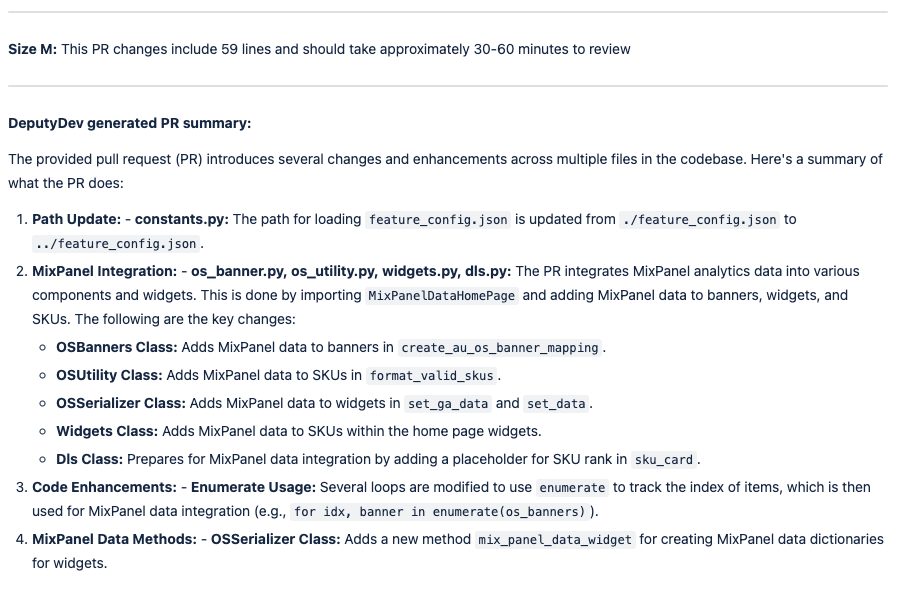 Size M: This PR changes include 59 lines and should take approximately 30-60 minutes to review
DeputyDev generated PR summary:
The provided pull request (PR) introduces several changes and enhancements across multiple files in the codebase. Here's a summary of
what the PR does:
1. Path Update: - constants.py: The path for loading feature_config.json is updated from ./feature_config.json to
../feature_config.json.
2. MixPanel Integration: - os_banner.py, os_utility.py, widgets.py, dls.py: The PR integrates MixPanel analytics data into various
components and widgets. This is done by importing MixPanelDataHomePage and adding MixPanel data to banners, widgets, and
SKUs. The following are the key changes:
◦ OSBanners Class: Adds MixPanel data to banners in create_au_os_banner_mapping.
◦ OSUtility Class: Adds MixPanel data to SKUs in format_valid_skus.
◦ OSSerializer Class: Adds MixPanel data to widgets in set_ga_data and set_data.
◦ Widgets Class: Adds MixPanel data to SKUs within the home page widgets.
◦ Dls Class: Prepares for MixPanel data integration by adding a placeholder for SKU rank in sku_card.
3. Code Enhancements: - Enumerate Usage: Several loops are modified to use enumerate to track the index of items, which is then
used for MixPanel data integration (e.g., for idx, banner in enumerate(os_banners)).
4. MixPanel Data Methods: - OSSerializer Class: Adds a new method mix_panel_data_widget for creating MixPanel data dictionaries
for widgets.